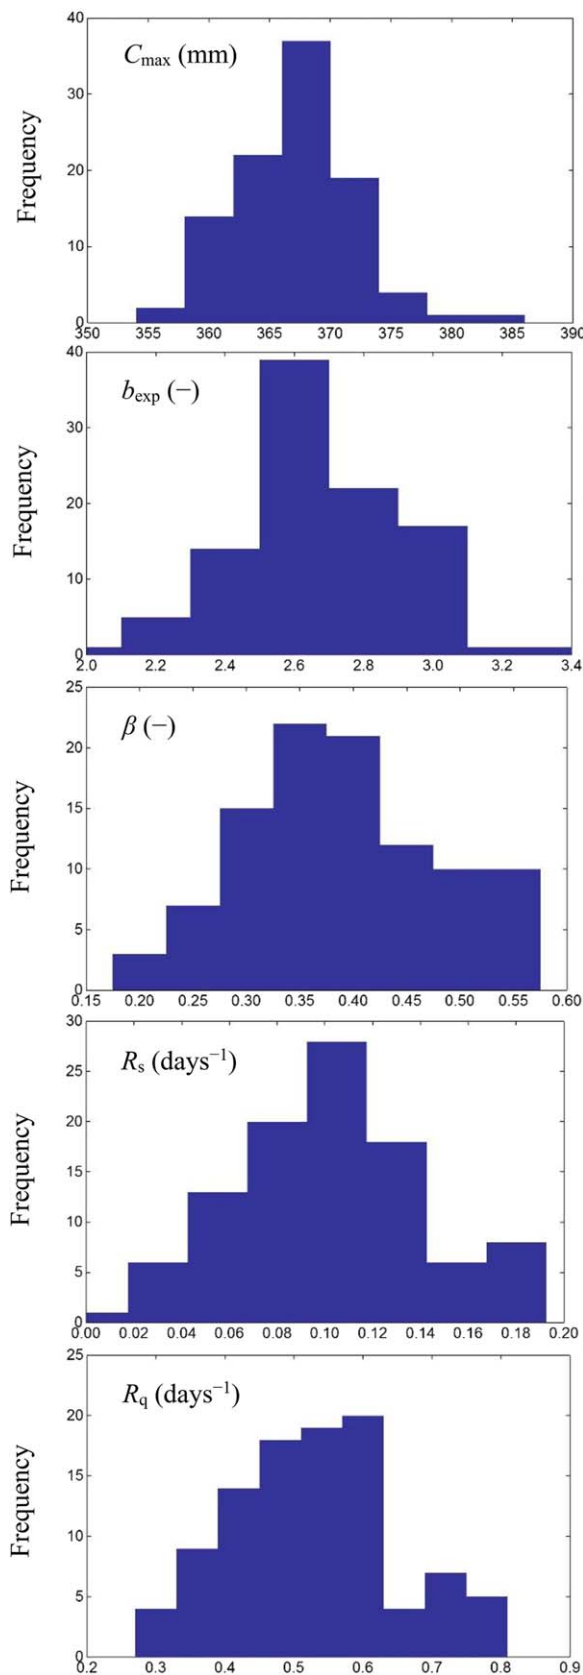 40
C_max (mm)
30
Frequency
20
10
0
350 355 360 365 370 375 380 385 390
40
b_exp (−)
30
Frequency
20
10
0
2.0 2.2 2.4 2.6 2.8 3.0 3.2 3.4
25
β (−)
20
15
Frequency
10
5
0
0.15 0.20 0.30 0.35 0.40 0.45 0.50 0.55 0.60
30
R_s (days⁻¹)
25
20
Frequency
15
10
5
0
0.00 0.02 0.04 0.06 0.08 0.10 0.12 0.14 0.16 0.18 0.20
25
R_q (days⁻¹)
20
15
Frequency
10
5
0
0.2 0.3 0.4 0.5 0.6 0.7 0.8 0.9